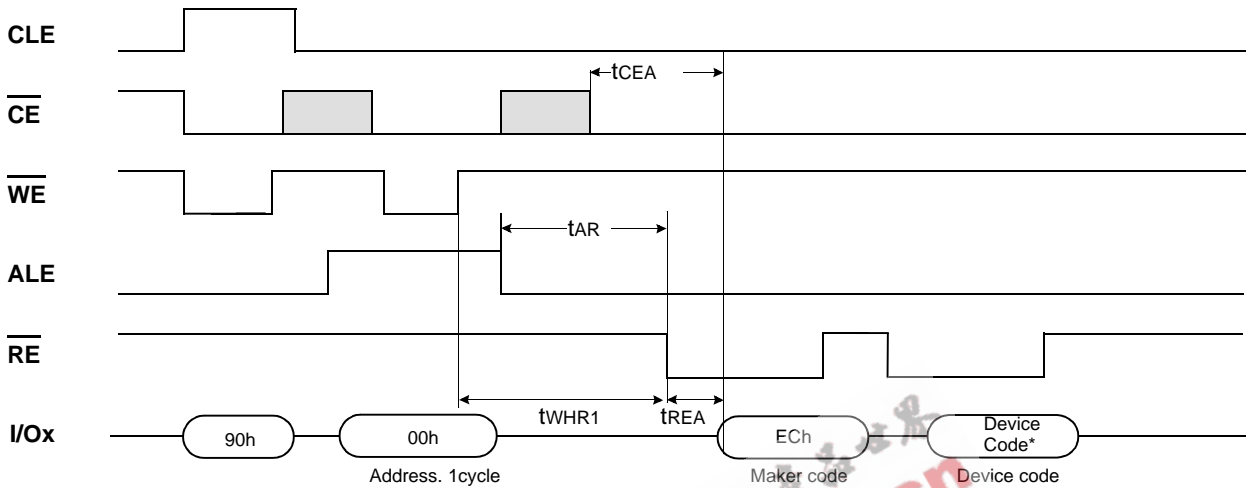 CLE
tCEA
CE
WE
tAR
ALE
RE
tWHR1
tREA
I/Ox
90h
00h
ECh
Device
Code*
Address. 1cycle
Maker code
Device code